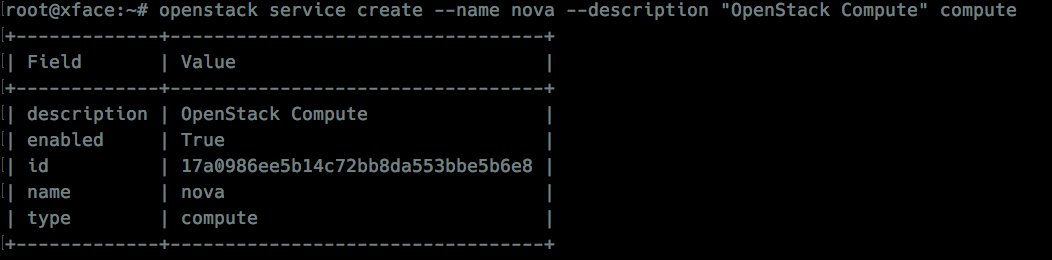 [root@xface:~# openstack service create --name nova --description "OpenStack Compute" compute
[+-------------+----------------------------------+
[| Field       | Value                            |
[+-------------+----------------------------------+
[| description | OpenStack Compute                |
[| enabled     | True                             |
[| id          | 17a0986ee5b14c72bb8da553bbe5b6e8 |
[| name        | nova                             |
| type        | compute                          |
[+-------------+----------------------------------+